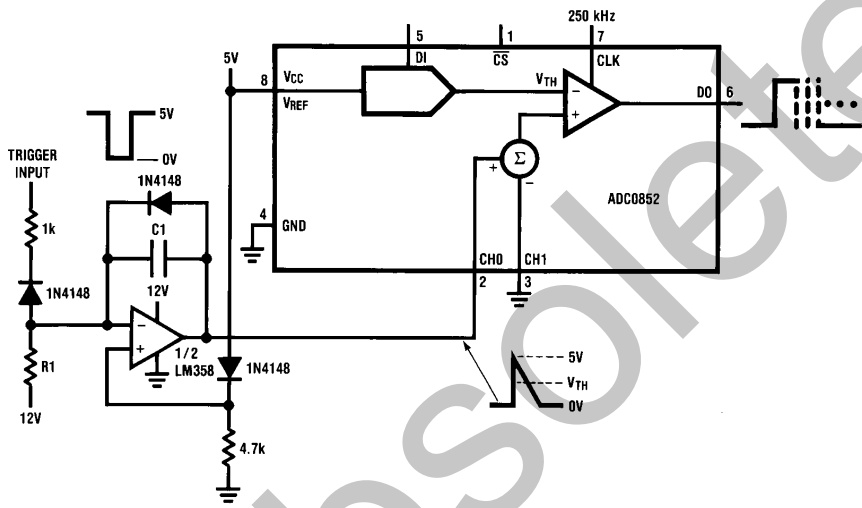 250 kHz
5
1
7
DI
CS
CLK
5V
8
VCC
VREF
VTH
−
+
DO
6
5V
0V
TRIGGER
INPUT
1N4148
1k
C1
+
Σ
−
ADC0852
4
GND
1N4148
12V
CH0
CH1
2
3
−
+
1/2
LM358
R1
1N4148
5V
VTH
0V
12V
4.7k
Obsolete